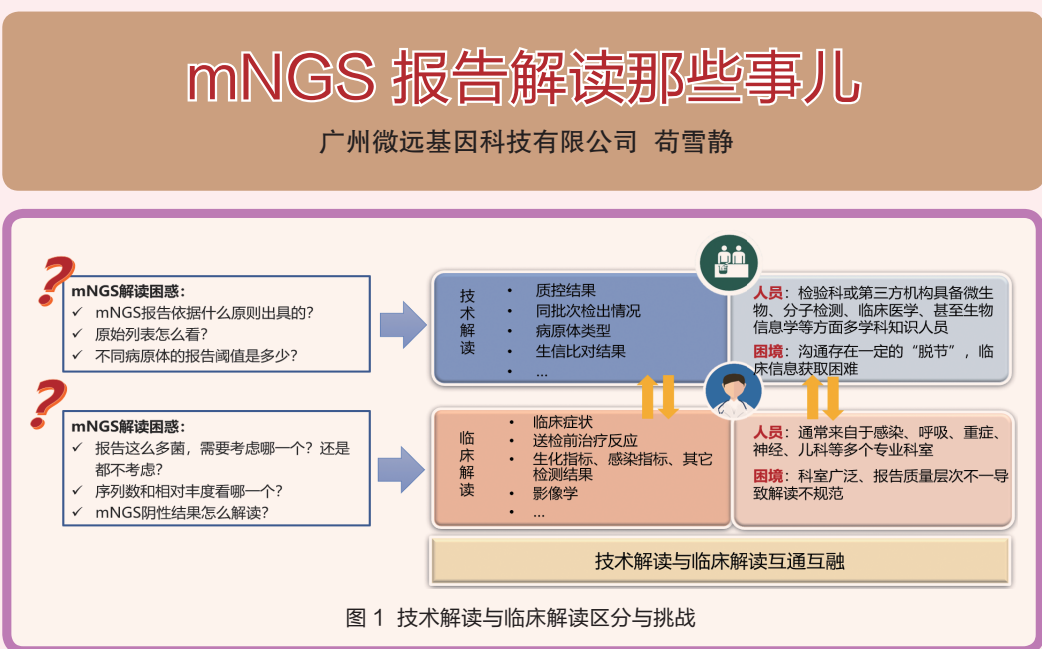 mNGS 报告解读那些事儿
广州微远基因科技有限公司 苟雪静
?
mNGS解读困惑：
✓ mNGS报告依据什么原则出具的？
✓ 原始列表怎么看？
✓ 不同病原体的报告阈值是多少？
技术解读
• 质控结果
• 同批次检出情况
• 病原体类型
• 生信比对结果
• ...
人员：检验科或第三方机构具备微生
物、分子检测、临床医学、甚至生物
信息学等方面多学科知识人员
困境：沟通存在一定的“脱节”，临
床信息获取困难
?
mNGS解读困惑：
✓ 报告这么多菌，需要考虑哪一个？还是
都不考虑？
✓ 序列数和相对丰度看哪一个？
✓ mNGS阴性结果怎么解读？
临床解读
• 临床症状
• 送检前治疗反应
• 生化指标、感染指标、其它
检测结果
• 影像学
• ...
人员：通常来自于感染、呼吸、重症、
神经、儿科等多个专业科室
困境：科室广泛、报告质量层次不一导
致解读不规范
技术解读与临床解读互通互融
图 1 技术解读与临床解读区分与挑战